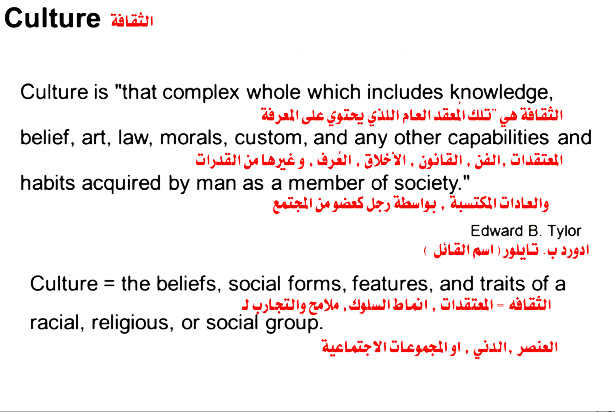 Culture الثقافة
Culture is "that complex whole which includes knowledge,
الثقافة هي "تلك المُعقد العام اللذي يحتوي على المعرفة
belief, art, law, morals, custom, and any other capabilities and
المعتقدات , الفن , القانون , الأخلاق , العُرف , و غيرها من القدرات
habits acquired by man as a member of society."
والعادات المكتسبة , بواسطة رجل كعضو من المجتمع
Edward B. Tylor
ادورد ب. تايلور ( اسم القائل )
Culture = the beliefs, social forms, features, and traits of a
الثقافه = المعتقدات , انماط السلوك, ملامح والتجارب لـ
racial, religious, or social group.
العنصر , الدني , او المجموعات الاجتماعية